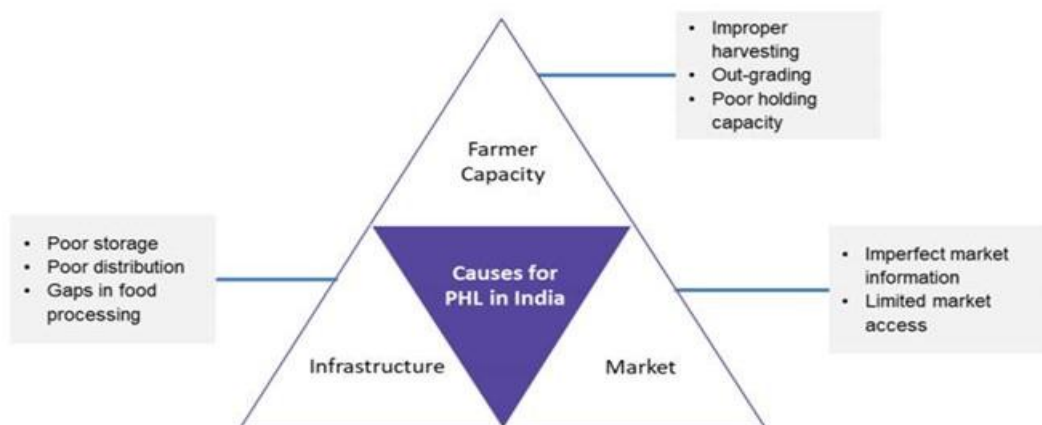 • Improper
harvesting
• Out-grading
• Poor holding
capacity
Farmer
Capacity
• Poor storage
• Poor distribution
• Gaps in food
processing
Causes for
PHL in India
• Imperfect market
information
• Limited market
access
Infrastructure
Market